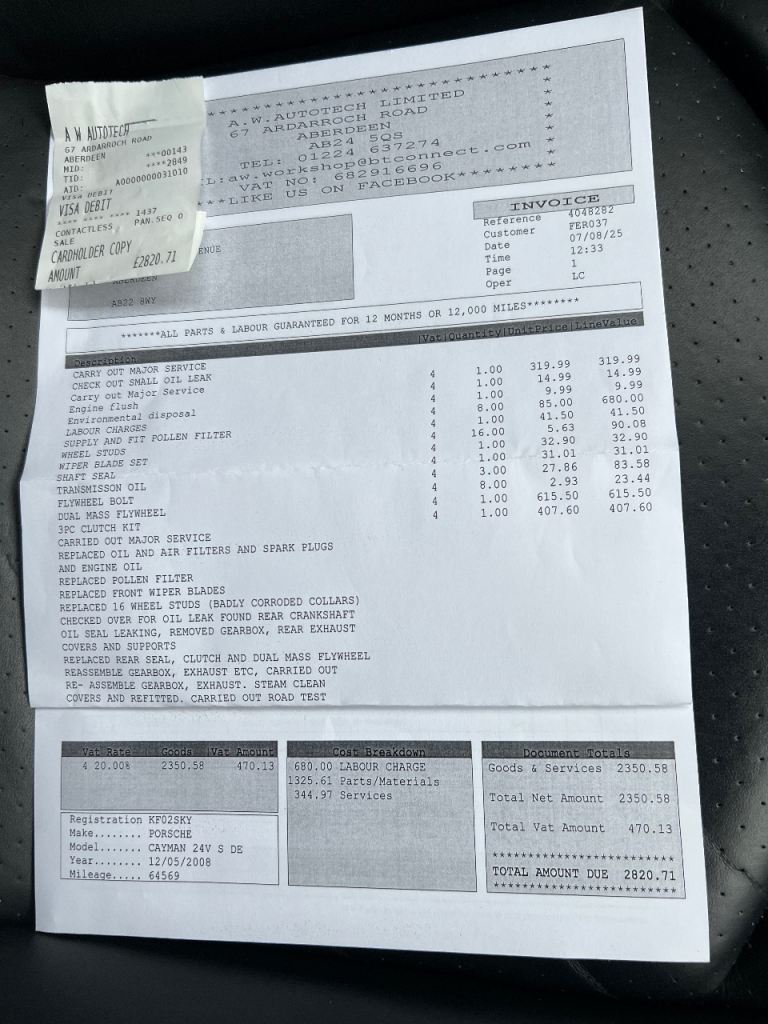 A W AUTOTECH
67 ARDARROCH ROAD
ABERDEEN
MID: ***00143
TID: ****2849
AID: A0000000031010
VISA DEBIT
VISA DEBIT
**** **** **** 1437
CONTACTLESS PAN.SEQ 0
SALE
CARDHOLDER COPY
AMOUNT £2820.71
A.W.AUTOTECH LIMITED
67 ARDARROCH ROAD
ABERDEEN
AB24 5QS
TEL: 01224 637274
IL:aw.workshop@btconnect.com
VAT NO: 682916696
***LIKE US ON FACEBOOK********
ENUE
ABERDEEN
AB22 8WY
INVOICE
Reference 4048282
Customer FER037
Date 07/08/25
Time 12:33
Page 1
Oper LC
*******ALL PARTS & LABOUR GUARANTEED FOR 12 MONTHS OR 12,000 MILES********
Description |Vat|Quantity|UnitPrice|LineValue
CARRY OUT MAJOR SERVICE
CHECK OUT SMALL OIL LEAK
Carry out Major Service 4 1.00 319.99 319.99
Engine flush 4 1.00 14.99 14.99
Environmental disposal 4 1.00 9.99 9.99
LABOUR CHARGES 4 8.00 85.00 680.00
SUPPLY AND FIT POLLEN FILTER 4 1.00 41.50 41.50
WHEEL STUDS 4 16.00 5.63 90.08
WIPER BLADE SET 4 1.00 32.90 32.90
SHAFT SEAL 4 1.00 31.01 31.01
TRANSMISSON OIL 4 3.00 27.86 83.58
FLYWHEEL BOLT 4 8.00 2.93 23.44
DUAL MASS FLYWHEEL 4 1.00 615.50 615.50
3PC CLUTCH KIT 4 1.00 407.60 407.60
CARRIED OUT MAJOR SERVICE
REPLACED OIL AND AIR FILTERS AND SPARK PLUGS
AND ENGINE OIL
REPLACED POLLEN FILTER
REPLACED FRONT WIPER BLADES
REPLACED 16 WHEEL STUDS (BADLY CORRODED COLLARS)
CHECKED OVER FOR OIL LEAK FOUND REAR CRANKSHAFT
OIL SEAL LEAKING, REMOVED GEARBOX, REAR EXHAUST
COVERS AND SUPPORTS
REPLACED REAR SEAL, CLUTCH AND DUAL MASS FLYWHEEL
REASSEMBLE GEARBOX, EXHAUST ETC, CARRIED OUT
RE- ASSEMBLE GEARBOX, EXHAUST. STEAM CLEAN
COVERS AND REFITTED. CARRIED OUT ROAD TEST
Vat Rate | Goods |Vat Amount
4 20.00% 2350.58 470.13
Registration KF02SKY
Make........ PORSCHE
Model....... CAYMAN 24V S DE
Year........ 12/05/2008
Mileage..... 64569
Cost Breakdown
680.00 LABOUR CHARGE
1325.61 Parts/Materials
344.97 Services
Document Totals
Goods & Services 2350.58
Total Net Amount 2350.58
Total Vat Amount 470.13
*************************
TOTAL AMOUNT DUE 2820.71
*************************